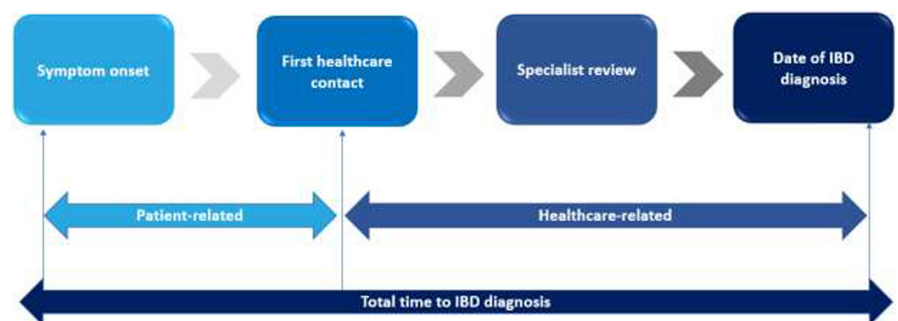 Symptom onset
First healthcare
contact
Specialist review
Date of IBD
diagnosis
Patient-related
Healthcare-related
Total time to IBD diagnosis